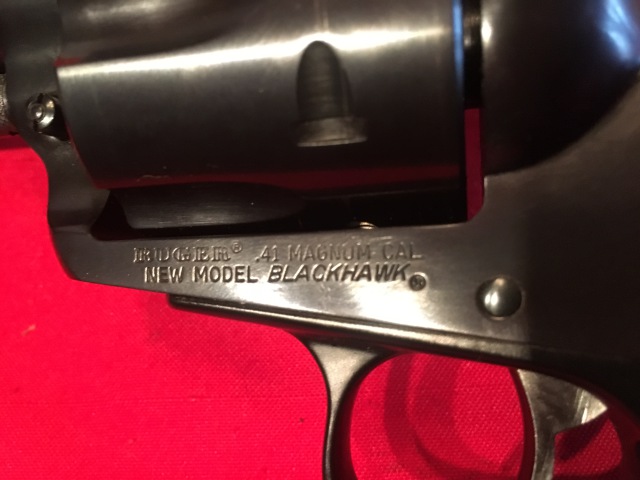 RUGER® .41 MAGNUM CAL.
NEW MODEL BLACKHAWK®